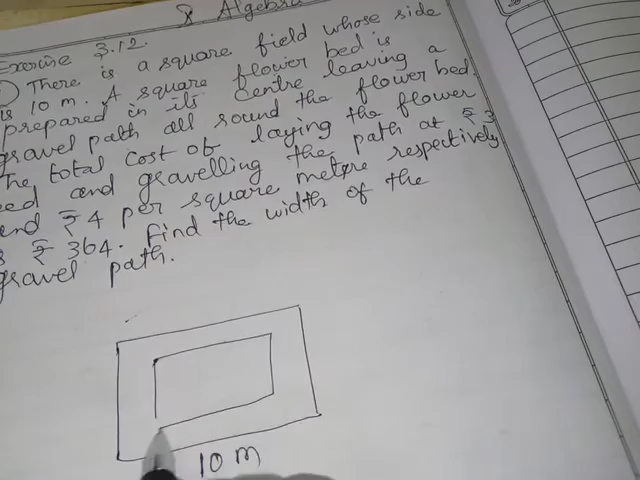 8. Algebra
Exercise 3.12.
There is a square field whose side
is 10 m. A square flower bed is
prepared in its centre leaving a
gravel path all round the flower bed.
The total cost of laying the flower
bed and gravelling the path at ₹ 3
and ₹ 4 per square metre respectively
is ₹ 364. Find the width of the
gravel path.
10 m